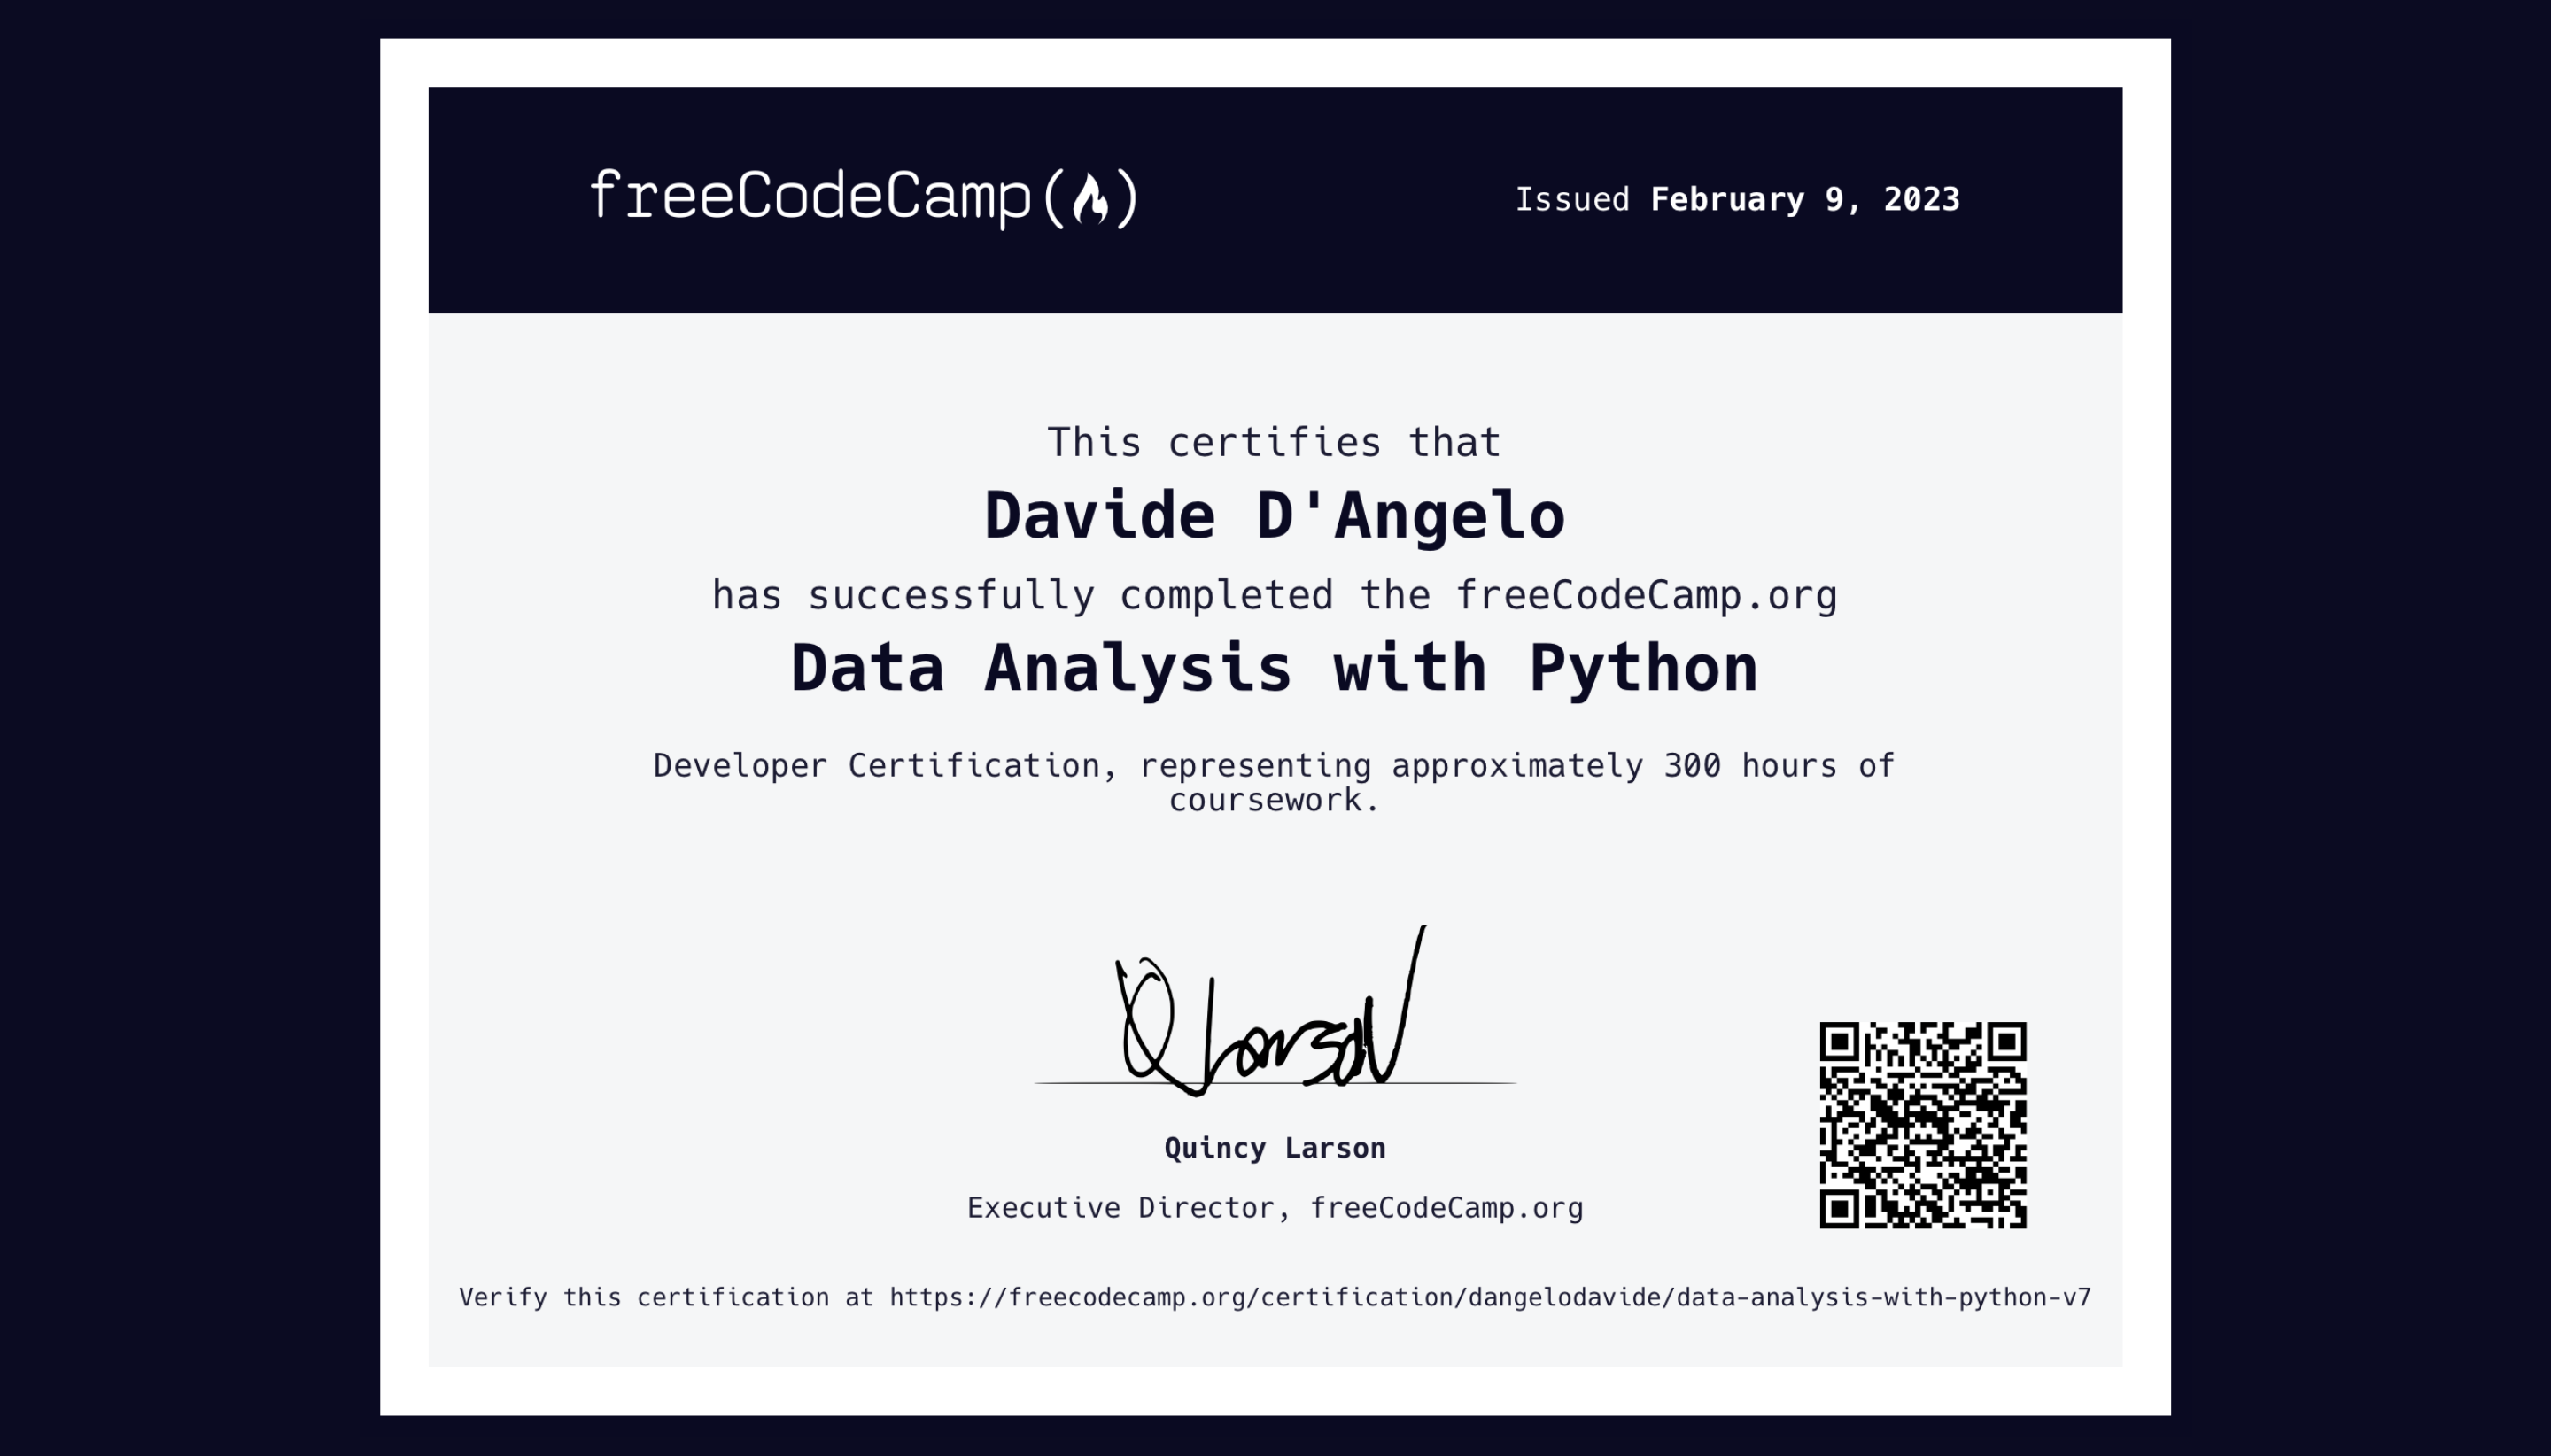 freeCodeCamp
Issued February 9, 2023
This certifies that
Davide D'Angelo
has successfully completed the freeCodeCamp.org
Data Analysis with Python
Developer Certification, representing approximately 300 hours of
coursework.
Q Larson
Quincy Larson
Executive Director, freeCodeCamp.org
Verify this certification at https://freecodecamp.org/certification/dangelodavide/data-analysis-with-python-v7